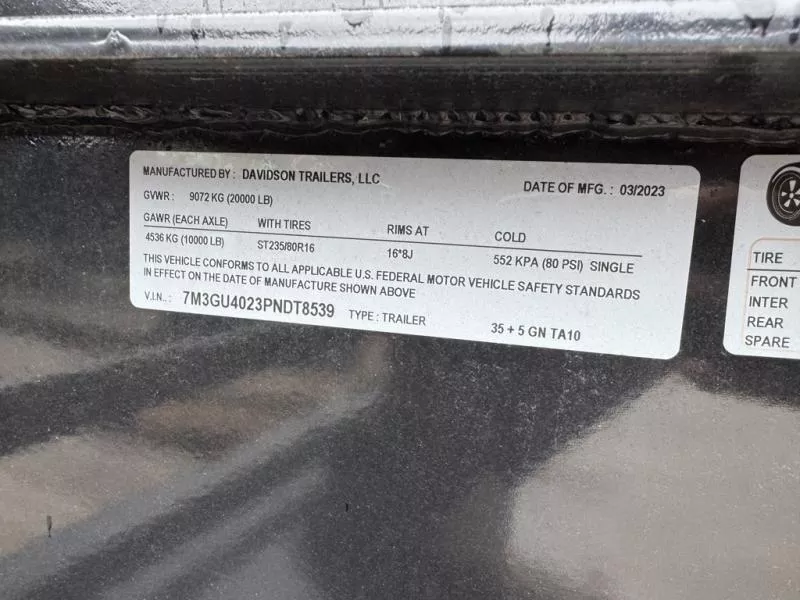 MANUFACTURED BY : DAVIDSON TRAILERS, LLC DATE OF MFG. : 03/2023
GVWR : 9072 KG (20000 LB)
GAWR (EACH AXLE) WITH TIRES RIMS AT COLD
4536 KG (10000 LB) ST235/80R16 16*8J 552 KPA (80 PSI) SINGLE
THIS VEHICLE CONFORMS TO ALL APPLICABLE U.S. FEDERAL MOTOR VEHICLE SAFETY STANDARDS
IN EFFECT ON THE DATE OF MANUFACTURE SHOWN ABOVE
V.I.N.. : 7M3GU4023PNDT8539 TYPE : TRAILER 35 + 5 GN TA10
TIRE
FRONT
INTER
REAR
SPARE